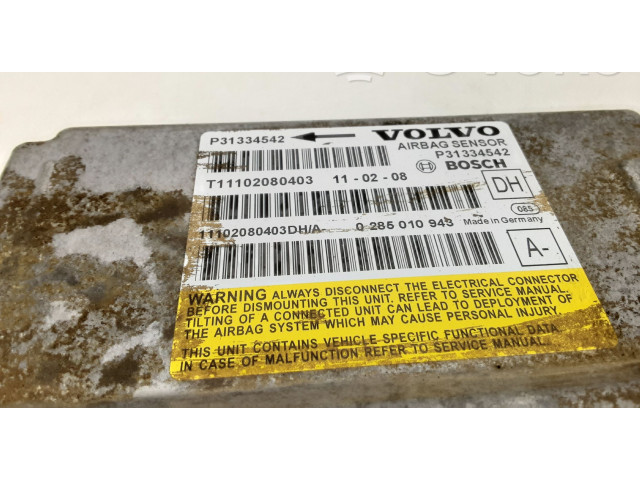 P31334542 VOLVO
AIRBAG SENSOR
P31334542
BOSCH
T11102080403 11-02-08 DH
085
11102080403DH/A- 0 285 010 943 Made in Germany
A-
WARNING ALWAYS DISCONNECT THE ELECTRICAL CONNECTOR
BEFORE DISMOUNTING THIS UNIT. REFER TO SERVICE MANUAL.
TILTING OF A CONNECTED UNIT CAN LEAD TO DEPLOYMENT OF
THE AIRBAG SYSTEM WHICH MAY CAUSE PERSONAL INJURY.
THIS UNIT CONTAINS VEHICLE SPECIFIC FUNCTIONAL DATA
IN CASE OF MALFUNCTION REFER TO SERVICE MANUAL.